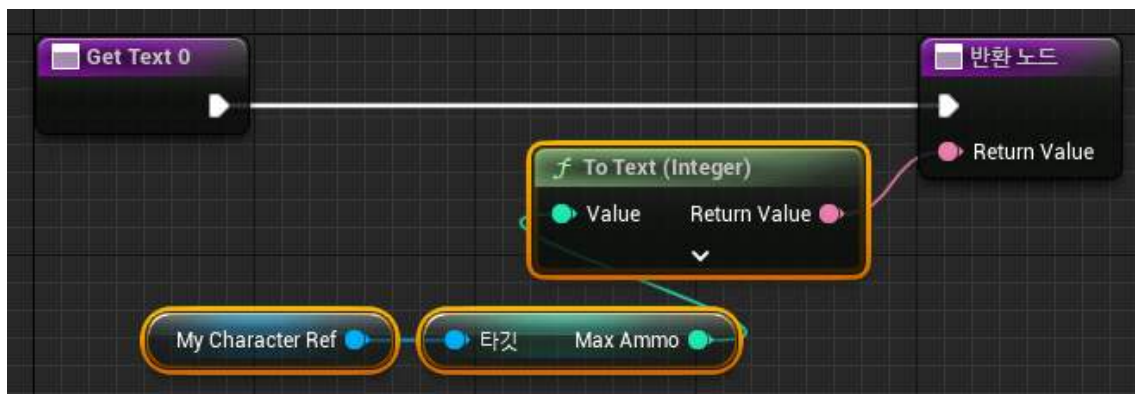 Get Text 0
반환 노드
Return Value
f To Text (Integer)
Value Return Value
My Character Ref
타깃 Max Ammo